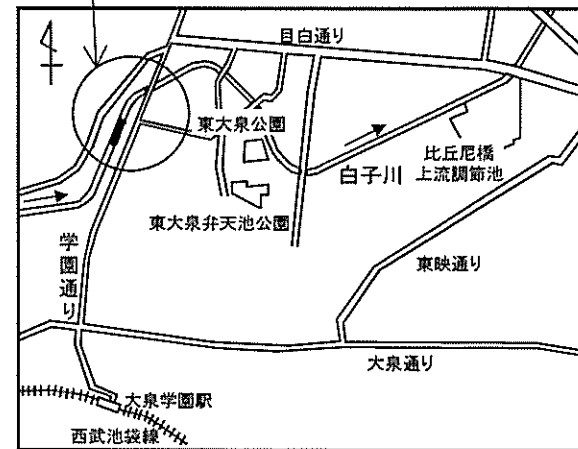 目白通り
東大泉公園
比丘尼橋
上流調節池
白子川
東大泉弁天池公園
学園通り
東映通り
大泉通り
大泉学園駅
西武池袋線